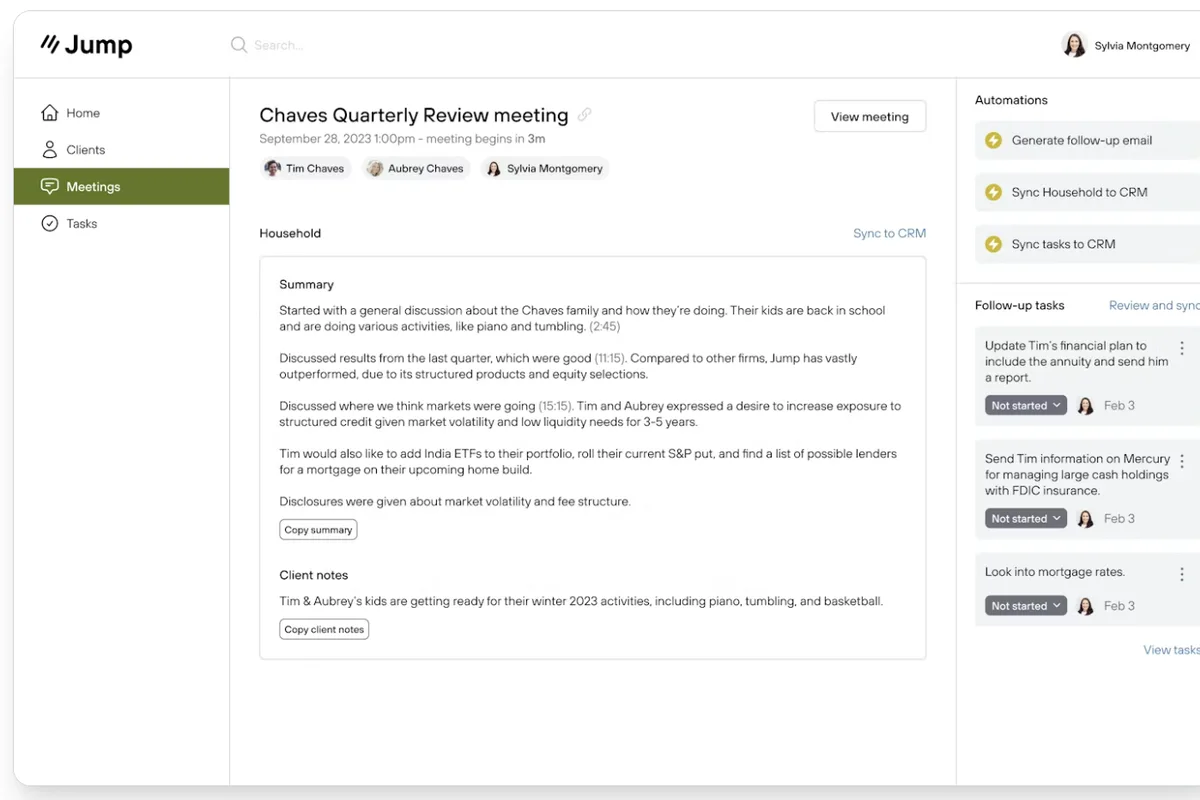 Jump
Search...
Sylvia Montgomery
Home
Clients
Meetings
Tasks
Chaves Quarterly Review meeting
View meeting
September 28, 2023 1:00pm - meeting begins in 3m
Tim Chaves
Aubrey Chaves
Sylvia Montgomery
Household
Sync to CRM
Summary
Started with a general discussion about the Chaves family and how they're doing. Their kids are back in school
and are doing various activities, like piano and tumbling. (2:45)
Discussed results from the last quarter, which were good (11:15). Compared to other firms, Jump has vastly
outperformed, due to its structured products and equity selections.
Discussed where we think markets were going (15:15). Tim and Aubrey expressed a desire to increase exposure to
structured credit given market volatility and low liquidity needs for 3-5 years.
Tim would also like to add India ETFs to their portfolio, roll their current S&P put, and find a list of possible lenders
for a mortgage on their upcoming home build.
Disclosures were given about market volatility and fee structure.
Copy summary
Client notes
Tim & Aubrey's kids are getting ready for their winter 2023 activities, including piano, tumbling, and basketball.
Copy client notes
Automations
Generate follow-up email
Sync Household to CRM
Sync tasks to CRM
Follow-up tasks
Review and sync
Update Tim's financial plan to
include the annuity and send him
a report.
Not started
Feb 3
Send Tim information on Mercury
for managing large cash holdings
with FDIC insurance.
Not started
Feb 3
Look into mortgage rates.
Not started
Feb 3
View tasks